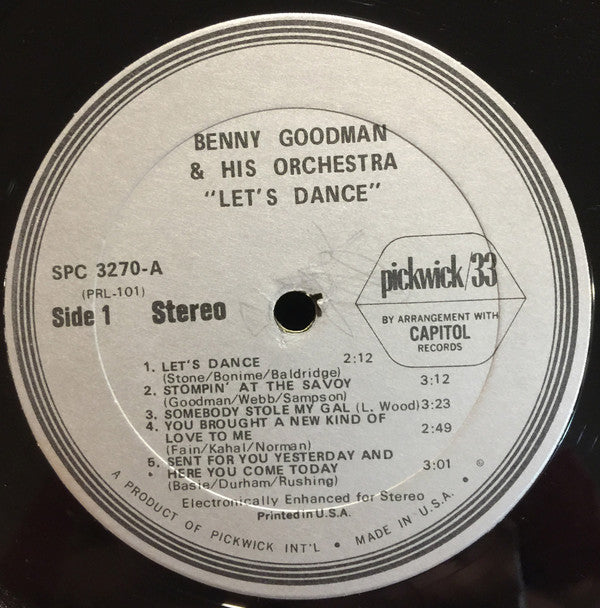 BENNY GOODMAN
& HIS ORCHESTRA
"LET'S DANCE"
SPC 3270-A
(PRL-101)
Side 1 Stereo
pickwick/33
BY ARRANGEMENT WITH
CAPITOL
RECORDS
1. LET'S DANCE 2:12
(Stone/Bonime/Baldridge)
2. STOMPIN' AT THE SAVOY 3:12
(Goodman/Webb/Sampson)
3. SOMEBODY STOLE MY GAL (L. Wood) 3:23
4. YOU BROUGHT A NEW KIND OF
LOVE TO ME 2:49
(Fain/Kahal/Norman)
5. SENT FOR YOU YESTERDAY AND
HERE YOU COME TODAY 3:01
(Basie/Durham/Rushing)
Electronically Enhanced for Stereo
Printed in U.S.A.
A PRODUCT OF PICKWICK INT'L • MADE IN U.S.A. • ©